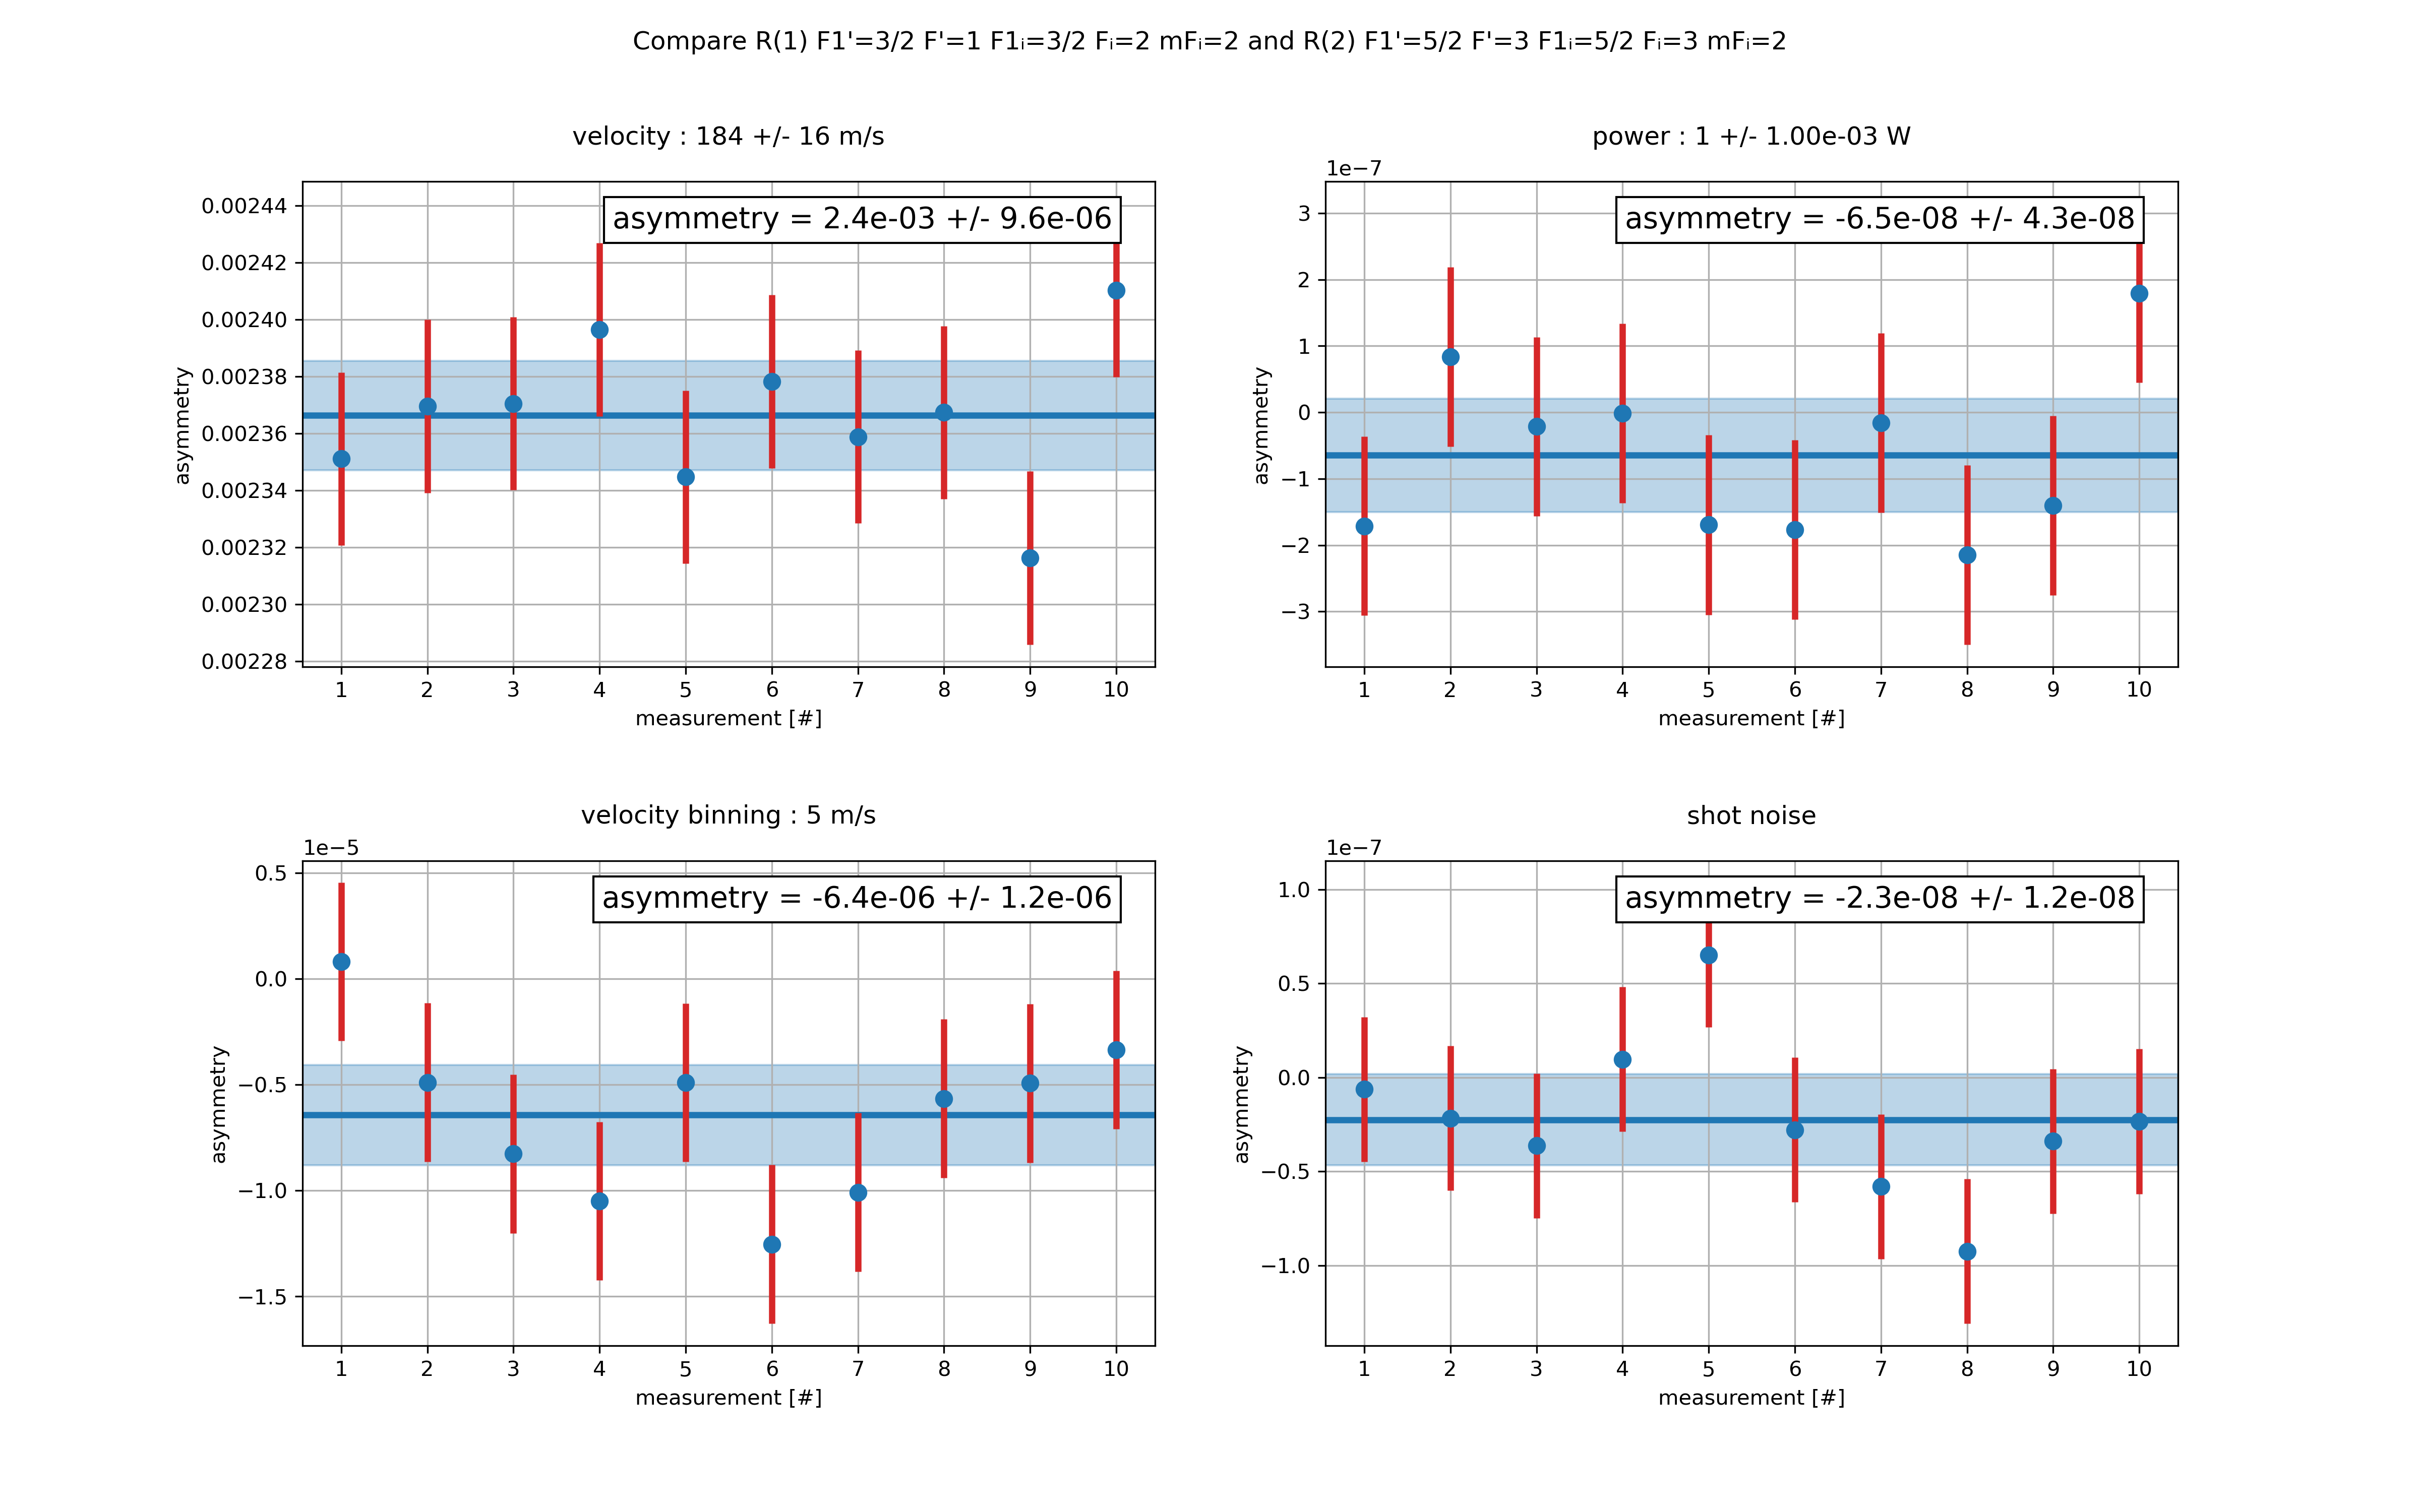 Compare R(1) F1'=3/2 F'=1 F1ᵢ=3/2 Fᵢ=2 mFᵢ=2 and R(2) F1'=5/2 F'=3 F1ᵢ=5/2 Fᵢ=3 mFᵢ=2
velocity : 184 +/- 16 m/s
asymmetry = 2.4e-03 +/- 9.6e-06
0.00244
0.00242
0.00240
0.00238
0.00236
0.00234
0.00232
0.00230
0.00228
asymmetry
1 2 3 4 5 6 7 8 9 10
measurement [#]
power : 1 +/- 1.00e-03 W
1e−7
asymmetry = -6.5e-08 +/- 4.3e-08
3
2
1
0
−1
−2
−3
asymmetry
1 2 3 4 5 6 7 8 9 10
measurement [#]
velocity binning : 5 m/s
1e−5
asymmetry = -6.4e-06 +/- 1.2e-06
0.5
0.0
−0.5
−1.0
−1.5
asymmetry
1 2 3 4 5 6 7 8 9 10
measurement [#]
shot noise
1e−7
asymmetry = -2.3e-08 +/- 1.2e-08
1.0
0.5
0.0
−0.5
−1.0
asymmetry
1 2 3 4 5 6 7 8 9 10
measurement [#]